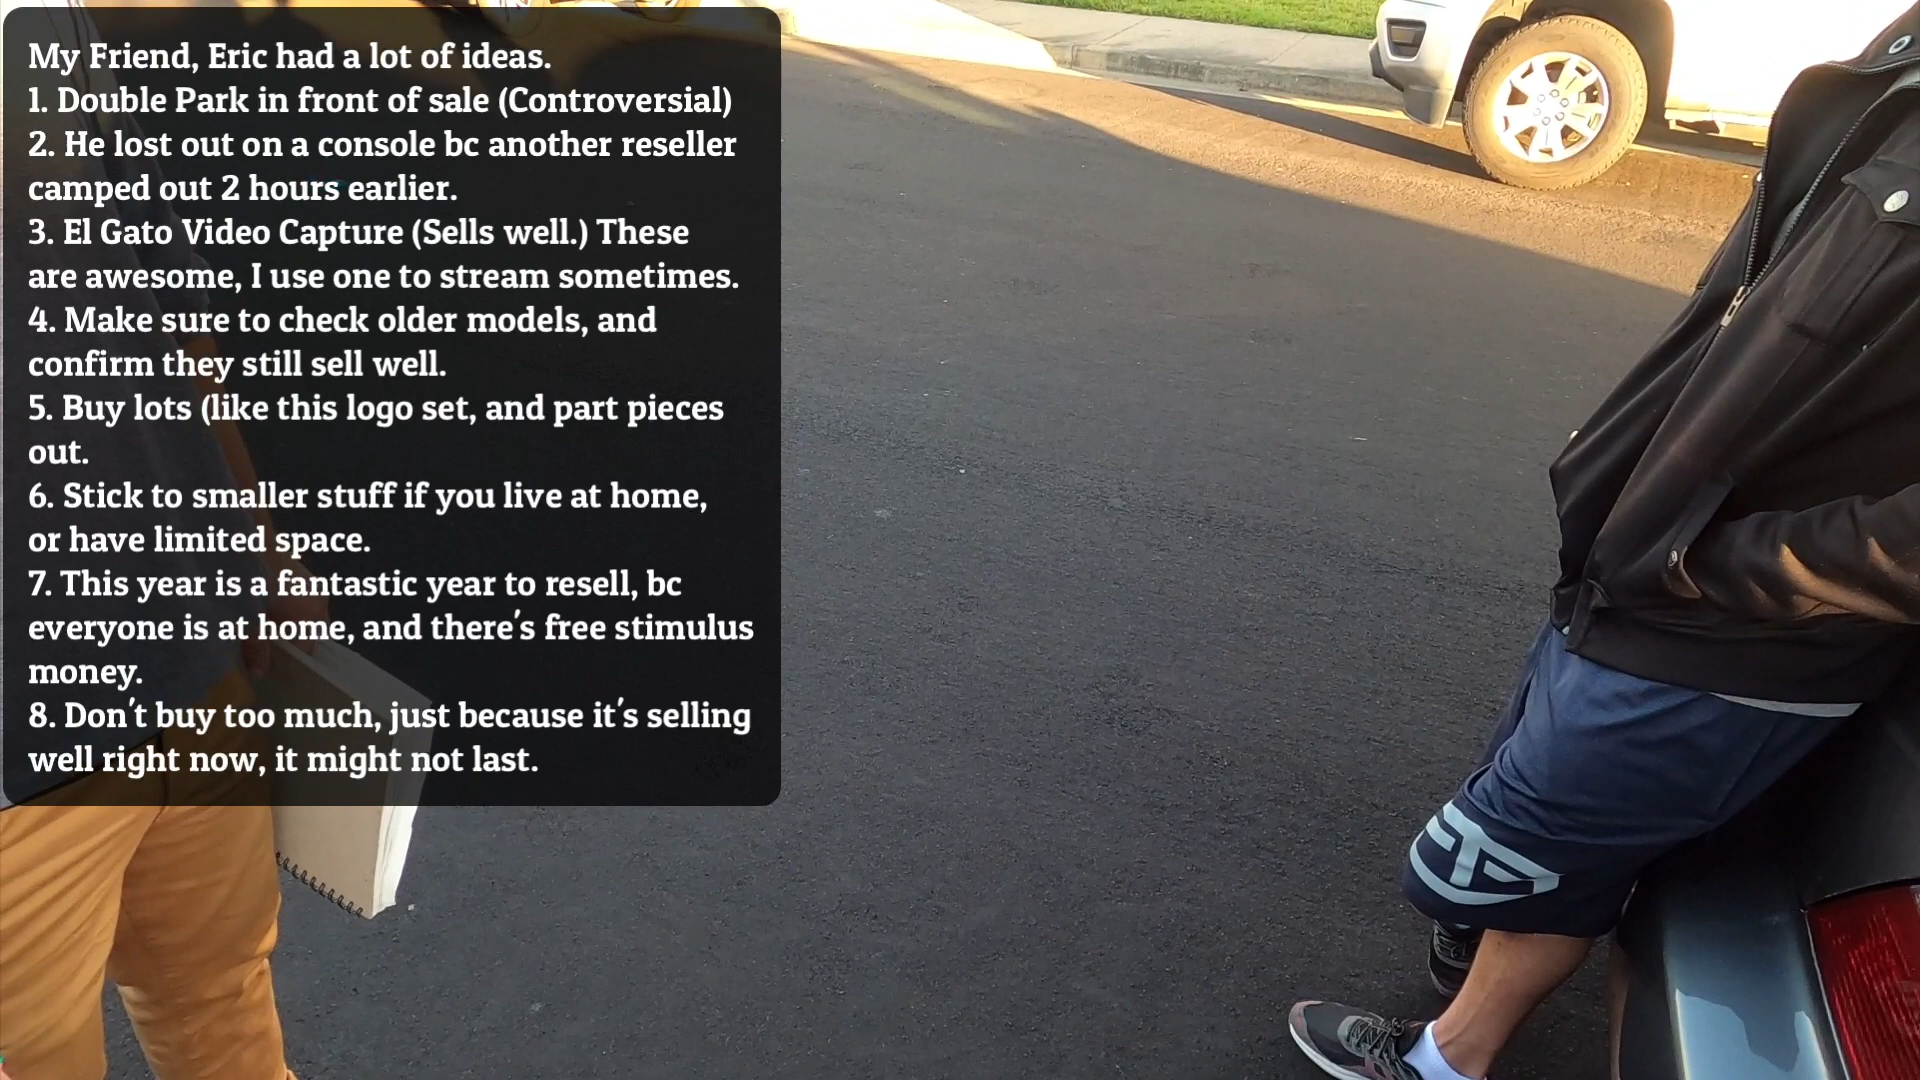 My Friend, Eric had a lot of ideas.
1. Double Park in front of sale (Controversial)
2. He lost out on a console bc another reseller
camped out 2 hours earlier.
3. El Gato Video Capture (Sells well.) These
are awesome, I use one to stream sometimes.
4. Make sure to check older models, and
confirm they still sell well.
5. Buy lots (like this logo set, and part pieces
out.
6. Stick to smaller stuff if you live at home,
or have limited space.
7. This year is a fantastic year to resell, bc
everyone is at home, and there's free stimulus
money.
8. Don't buy too much, just because it's selling
well right now, it might not last.